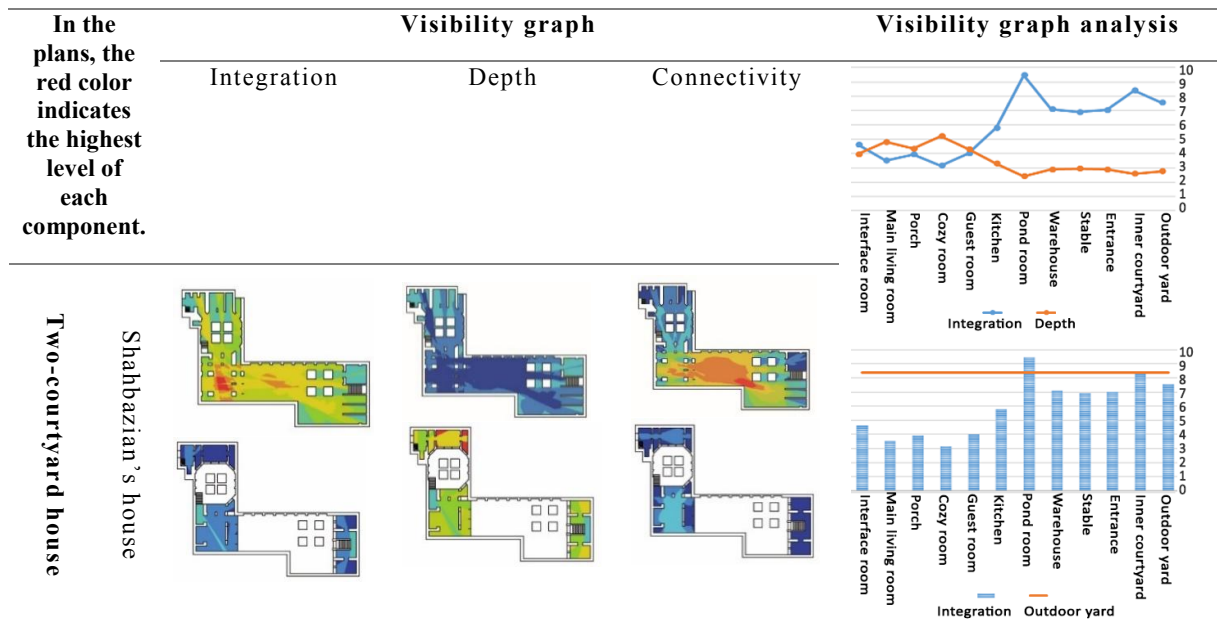 In the
plans, the
red color
indicates
the highest
level of
each
component.
Visibility graph
Visibility graph analysis
Integration
Depth
Connectivity
10
9
8
7
6
5
4
3
2
1
0
Interface room
Main living room
Porch
Cozy room
Guest room
Kitchen
Pond room
Warehouse
Stable
Entrance
Inner courtyard
Outdoor yard
Integration
Depth
Two-courtyard house
Shahbazian's house
10
9
8
7
6
5
4
3
2
1
0
Interface room
Main living room
Porch
Cozy room
Guest room
Kitchen
Pond room
Warehouse
Stable
Entrance
Inner courtyard
Outdoor yard
Integration
Outdoor yard